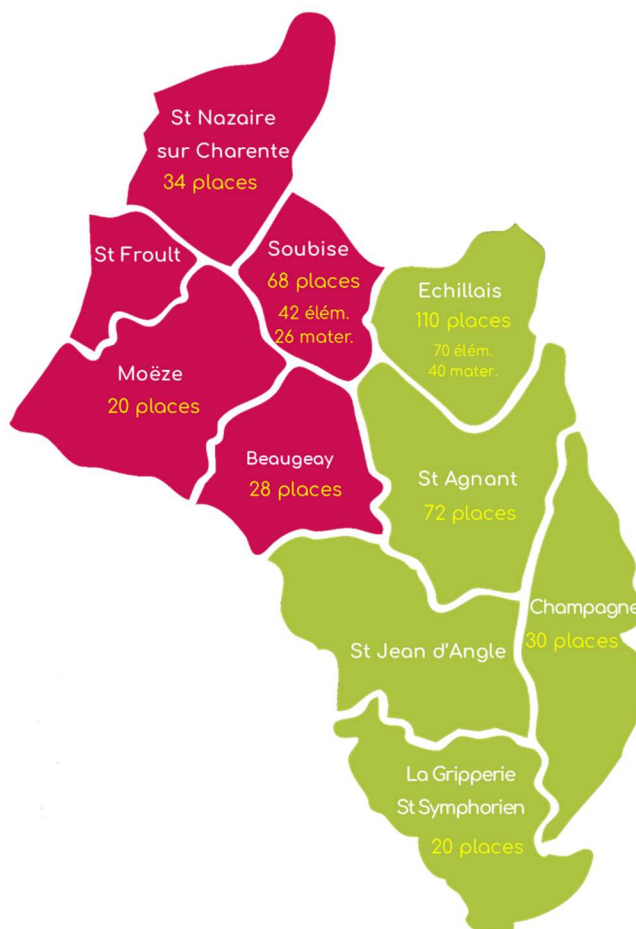 St Nazaire
sur Charente
34 places
St Froult
Soubise
68 places
42 élém.
26 mater.
Echillais
110 places
70 élém.
40 mater.
Moëze
20 places
Beaugeay
28 places
St Agnant
72 places
Champagne
30 places
St Jean d'Angle
La Gripperie
St Symphorien
20 places